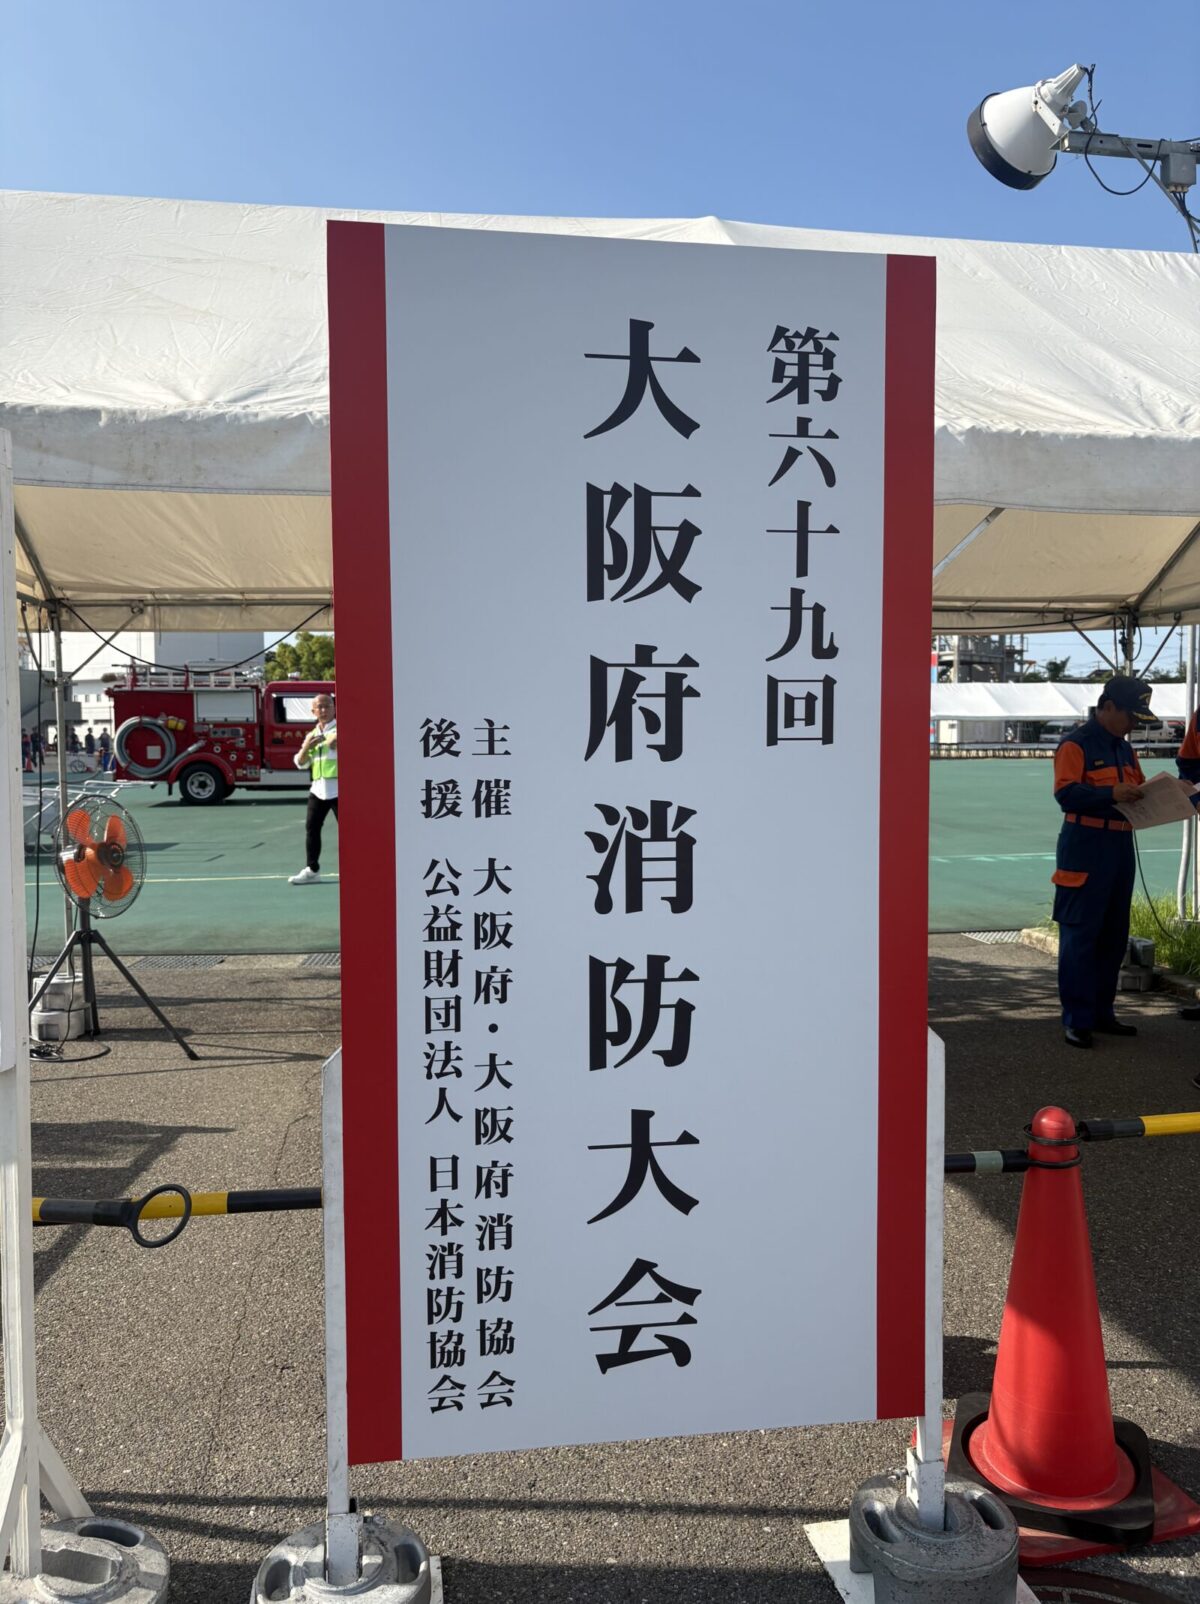 第六十九回
大阪府消防大会
主催 大阪府・大阪府消防協会
後援 公益財団法人 日本消防協会